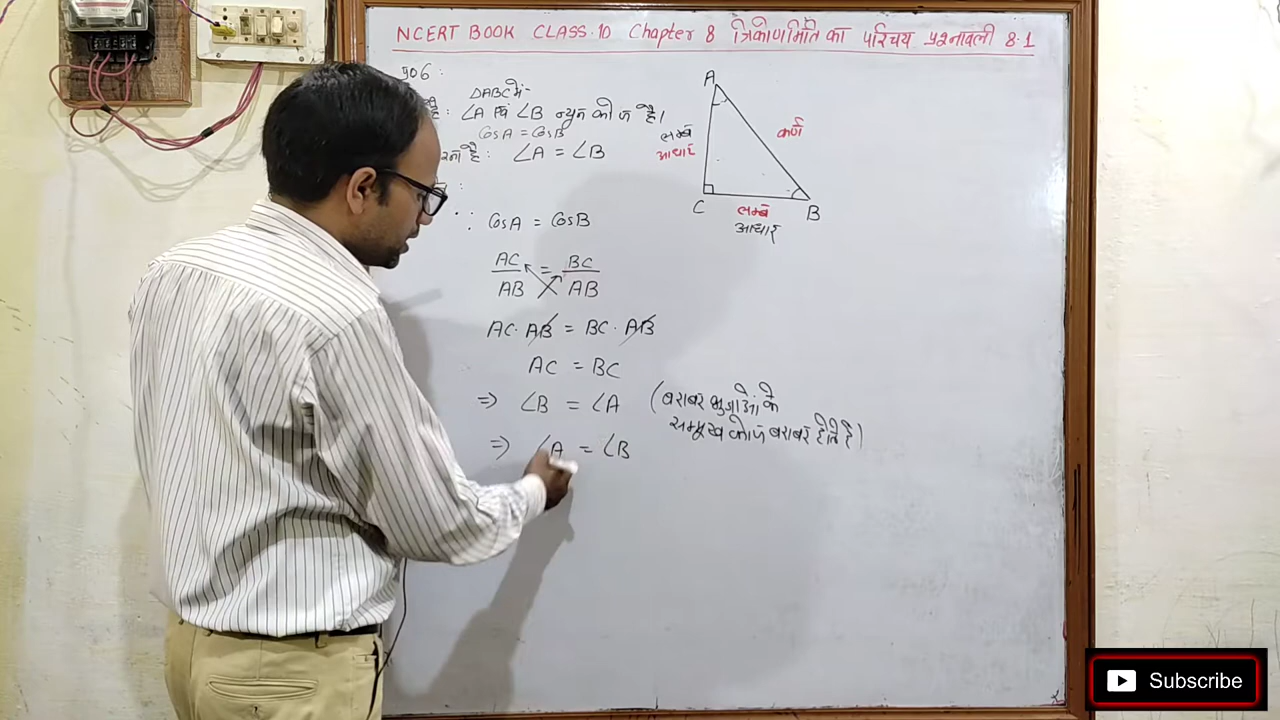 NCERT BOOK CLASS.10 Chapter 8 त्रिकोणमिति का परिचय प्रश्नावली 8.1
प्र06 :
ΔABC में-
है: ∠A एवं ∠B न्यून कोण है।
CosA = CosB
है: ∠A = ∠B
∵ CosA = CosB
AC/AB = BC/AB
AC. AB = BC. AB
AC = BC
⇒ ∠B = ∠A (बराबर भुजाओं के
सम्मुख कोण बराबर होते है)
⇒ ∠A = ∠B
A
लम्ब
आधार
कर्ण
C
लम्ब
आधार
B
Subscribe